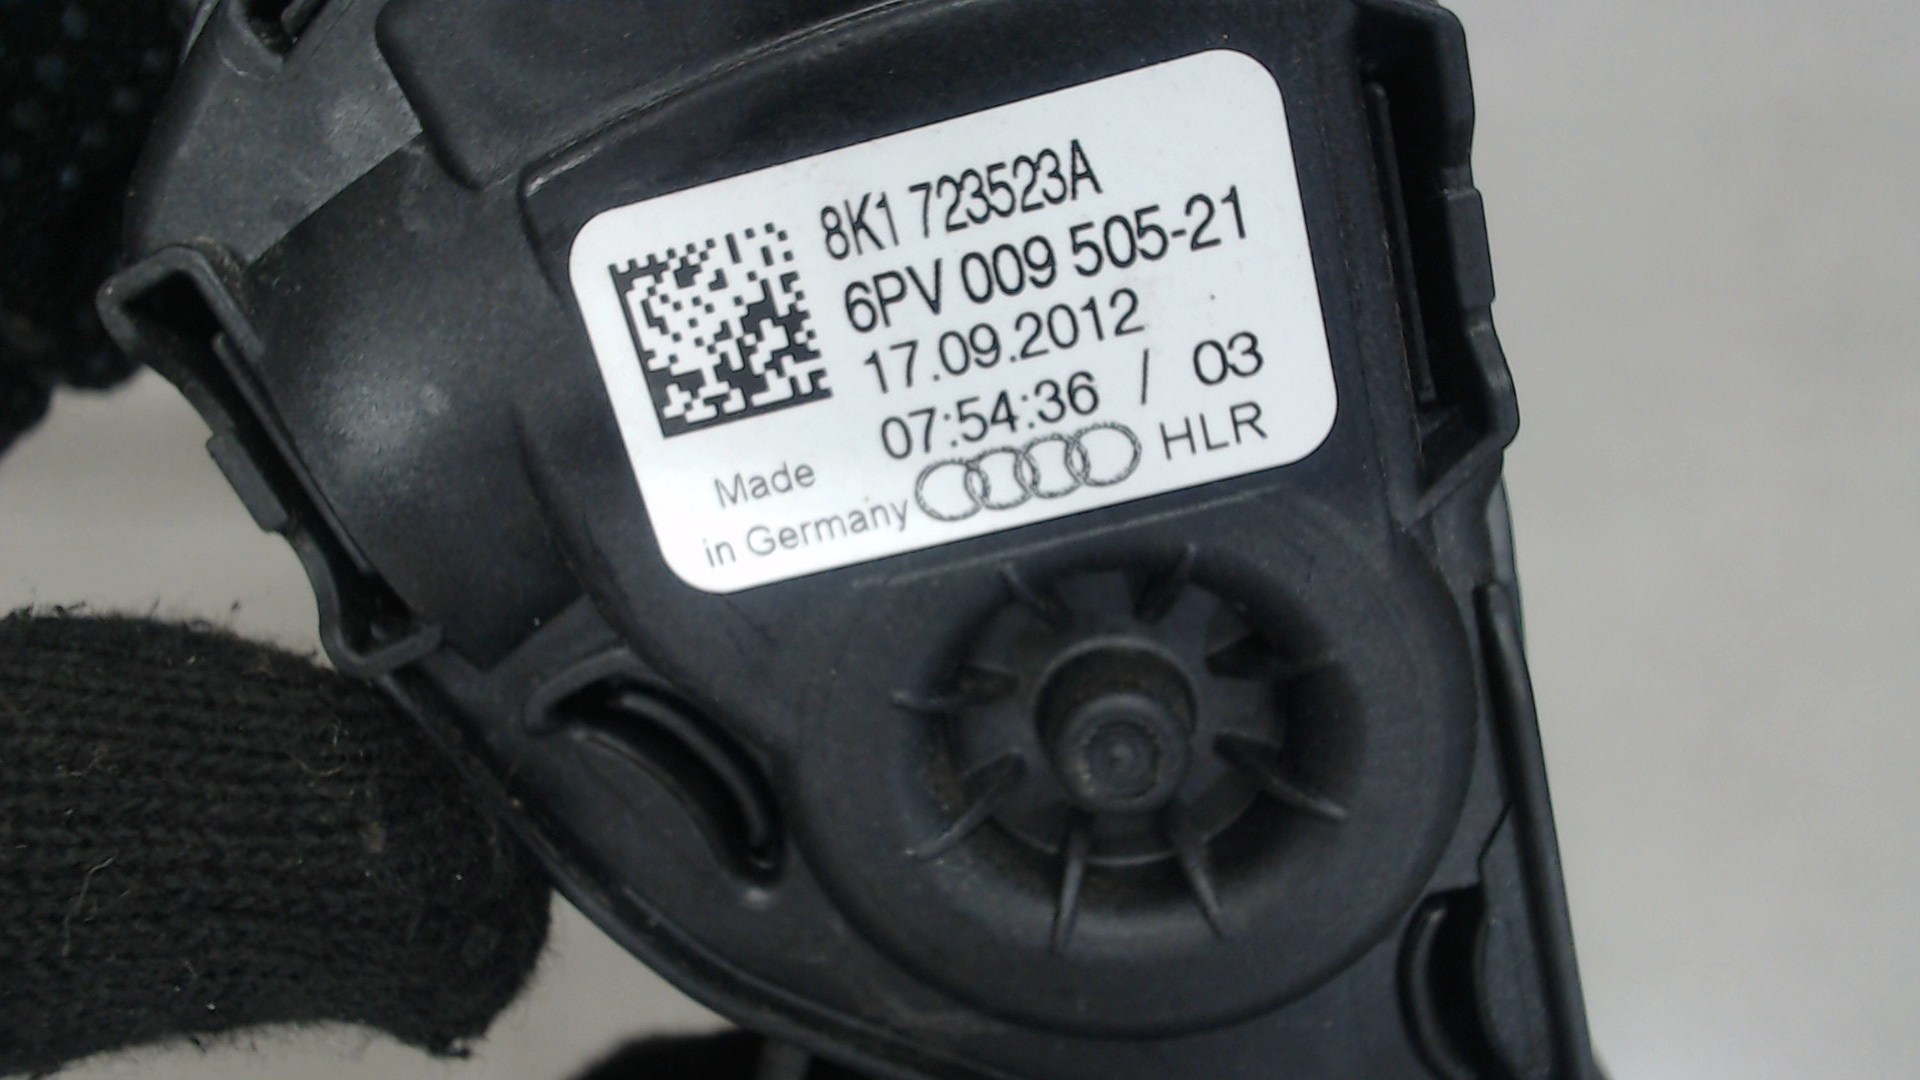 8K1 723523A
6PV 009 505-21
17.09.2012
07:54:36 / 03
Made
in Germany HLR